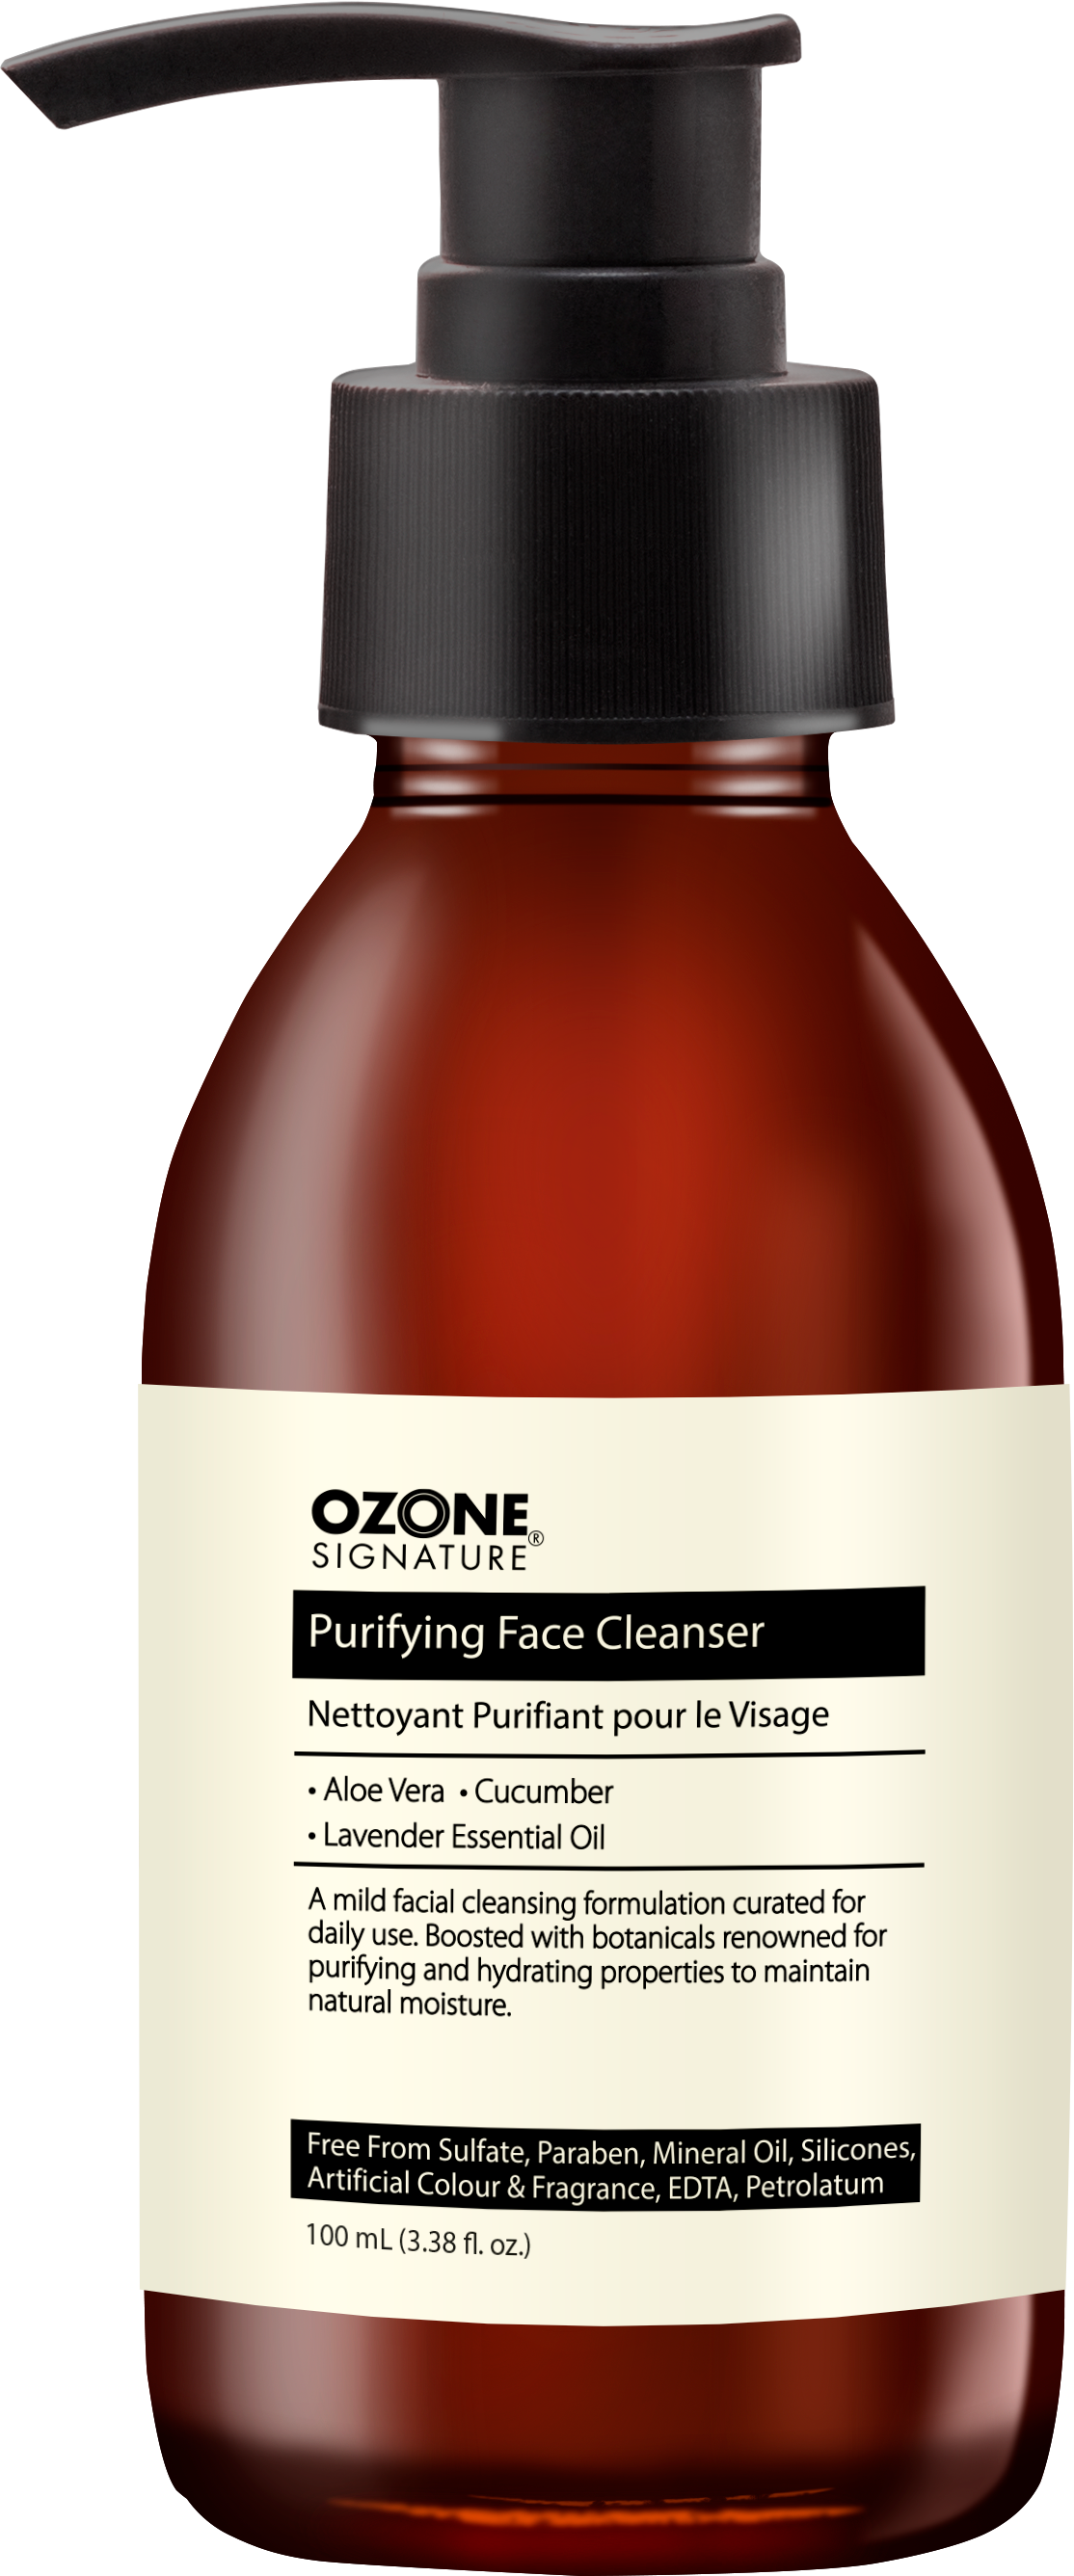 OZONE
SIGNATURE®
Purifying Face Cleanser
Nettoyant Purifiant pour le Visage
• Aloe Vera • Cucumber
• Lavender Essential Oil
A mild facial cleansing formulation curated for
daily use. Boosted with botanicals renowned for
purifying and hydrating properties to maintain
natural moisture.
Free From Sulfate, Paraben, Mineral Oil, Silicones,
Artificial Colour & Fragrance, EDTA, Petrolatum
100 mL (3.38 fl. oz.)